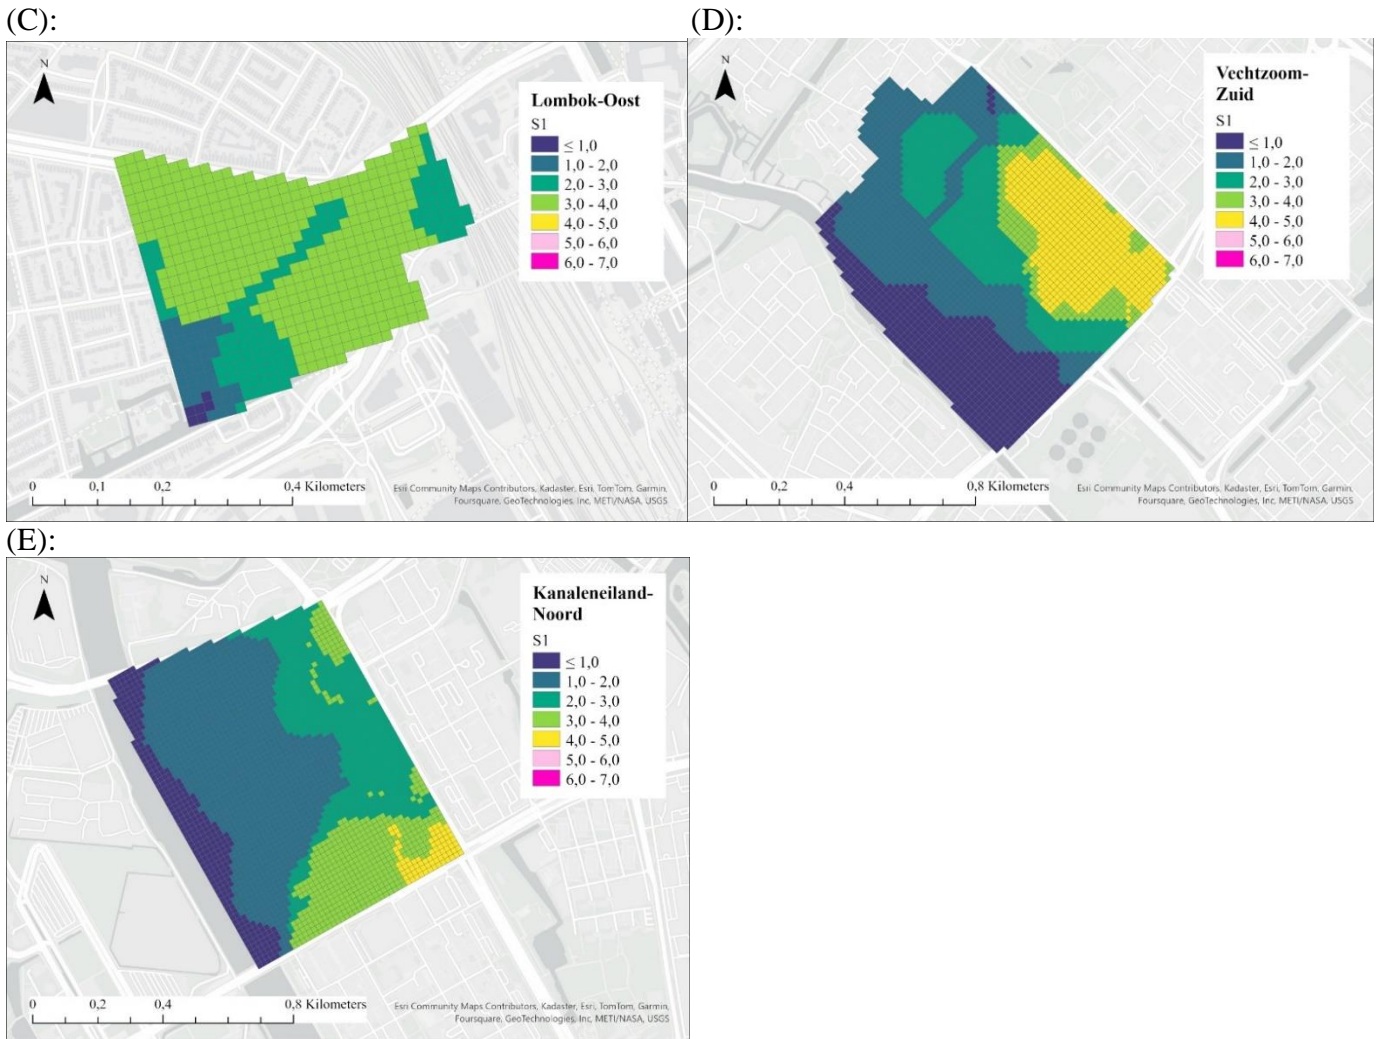 (C):
N
Lombok-Oost
S1
≤ 1,0
1,0 - 2,0
2,0 - 3,0
3,0 - 4,0
4,0 - 5,0
5,0 - 6,0
6,0 - 7,0
0 0,1 0,2 0,4 Kilometers
Esri Community Maps Contributors, Kadaster, Esri, TomTom, Garmin,
Foursquare, GeoTechnologies, Inc, METI/NASA, USGS
(D):
N
Vechtzoom-
Zuid
S1
≤ 1,0
1,0 - 2,0
2,0 - 3,0
3,0 - 4,0
4,0 - 5,0
5,0 - 6,0
6,0 - 7,0
0 0,2 0,4 0,8 Kilometers
Esri Community Maps Contributors, Kadaster, Esri, TomTom, Garmin,
Foursquare, GeoTechnologies, Inc, METI/NASA, USGS
(E):
N
Kanaleneiland-
Noord
S1
≤ 1,0
1,0 - 2,0
2,0 - 3,0
3,0 - 4,0
4,0 - 5,0
5,0 - 6,0
6,0 - 7,0
0 0,2 0,4 0,8 Kilometers
Esri Community Maps Contributors, Kadaster, Esri, TomTom, Garmin,
Foursquare, GeoTechnologies, Inc, METI/NASA, USGS